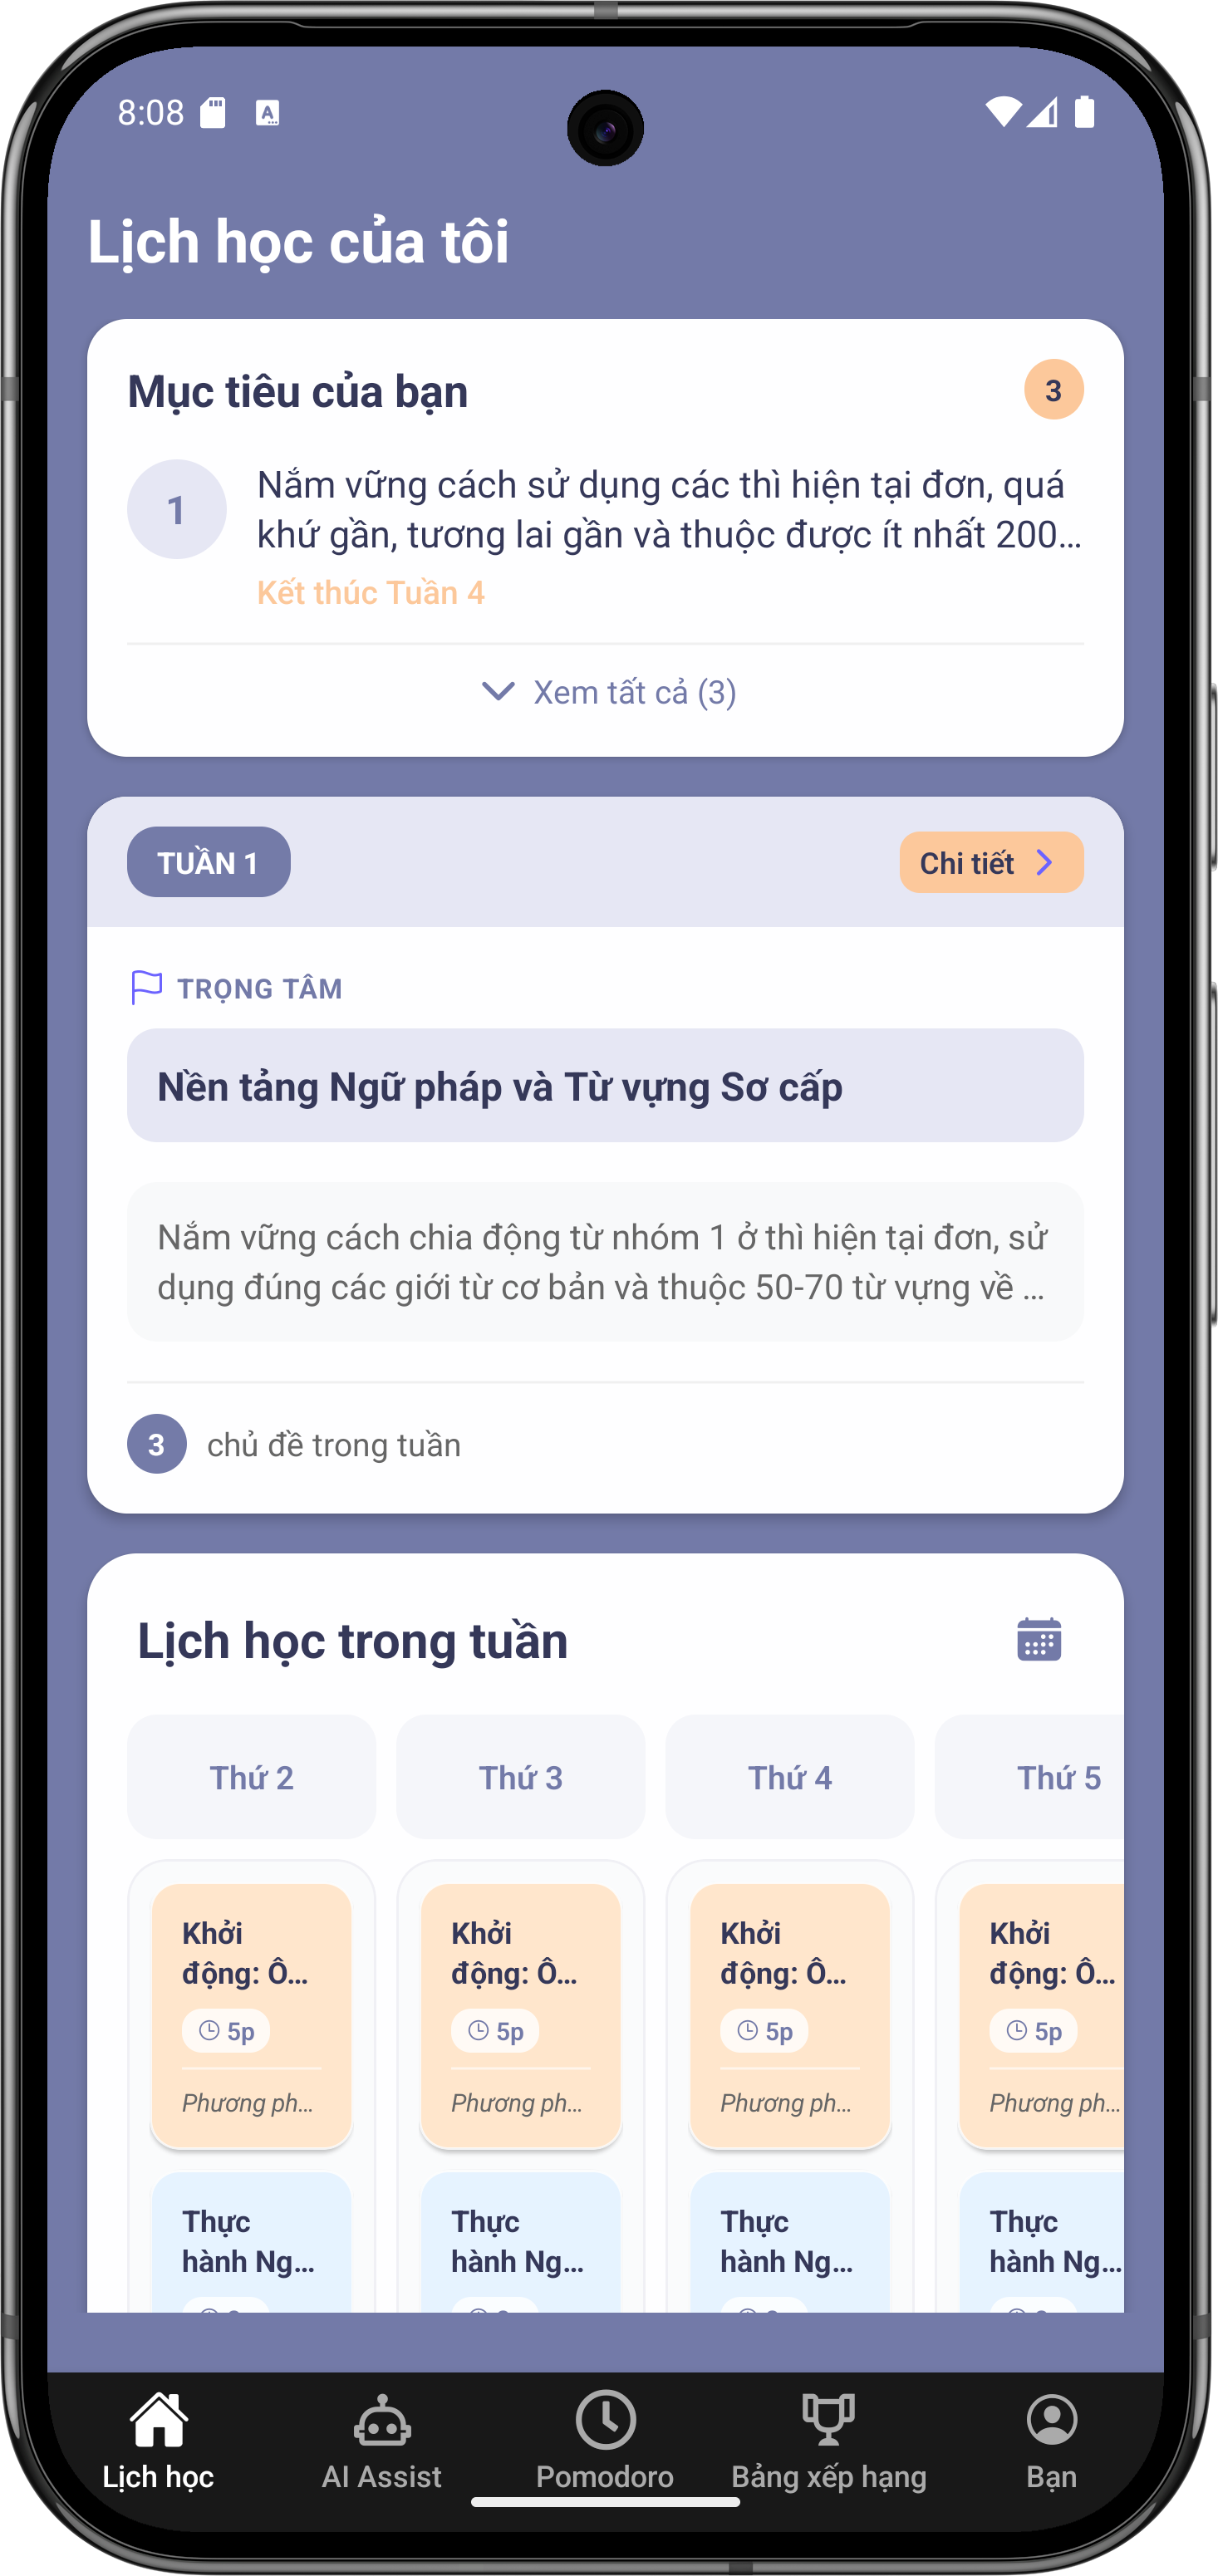 8:08
Lịch học của tôi
Mục tiêu của bạn
3
1
Nắm vững cách sử dụng các thì hiện tại đơn, quá
khứ gần, tương lai gần và thuộc được ít nhất 200...
Kết thúc Tuần 4
Xem tất cả (3)
TUẦN 1
Chi tiết
TRỌNG TÂM
Nền tảng Ngữ pháp và Từ vựng Sơ cấp
Nắm vững cách chia động từ nhóm 1 ở thì hiện tại đơn, sử
dụng đúng các giới từ cơ bản và thuộc 50-70 từ vựng về ...
3
chủ đề trong tuần
Lịch học trong tuần
Thứ 2
Thứ 3
Thứ 4
Thứ 5
Khởi
động: Ô...
5p
Phương ph...
Khởi
động: Ô...
5p
Phương ph...
Khởi
động: Ô...
5p
Phương ph...
Khởi
động: Ô...
5p
Phương ph...
Thực
hành Ng...
Thực
hành Ng...
Thực
hành Ng...
Thực
hành Ng...
Lịch học
AI Assist
Pomodoro
Bảng xếp hạng
Bạn